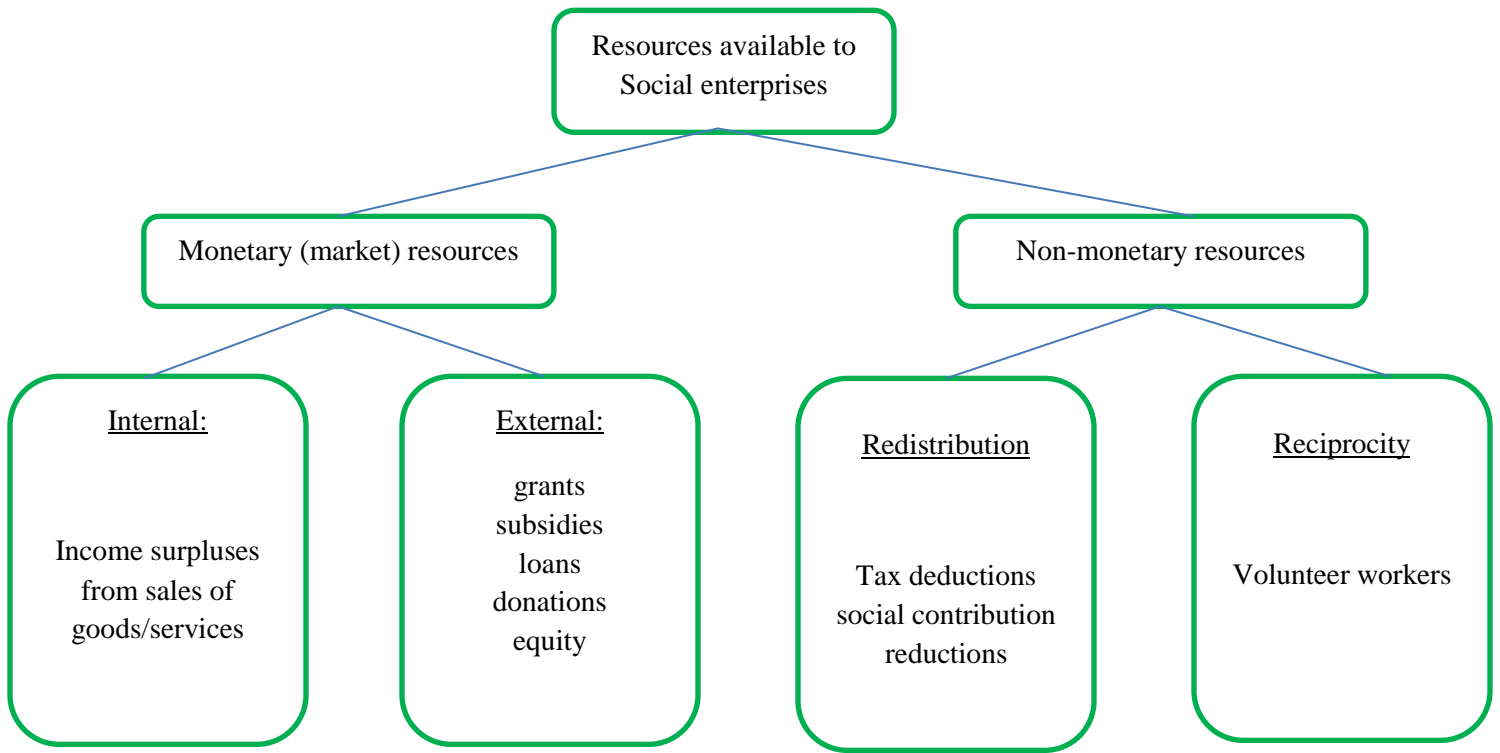 Resources available to
Social enterprises
Monetary (market) resources
Non-monetary resources
Internal:
Income surpluses
from sales of
goods/services
External:
grants
subsidies
loans
donations
equity
Redistribution
Tax deductions
social contribution
reductions
Reciprocity
Volunteer workers